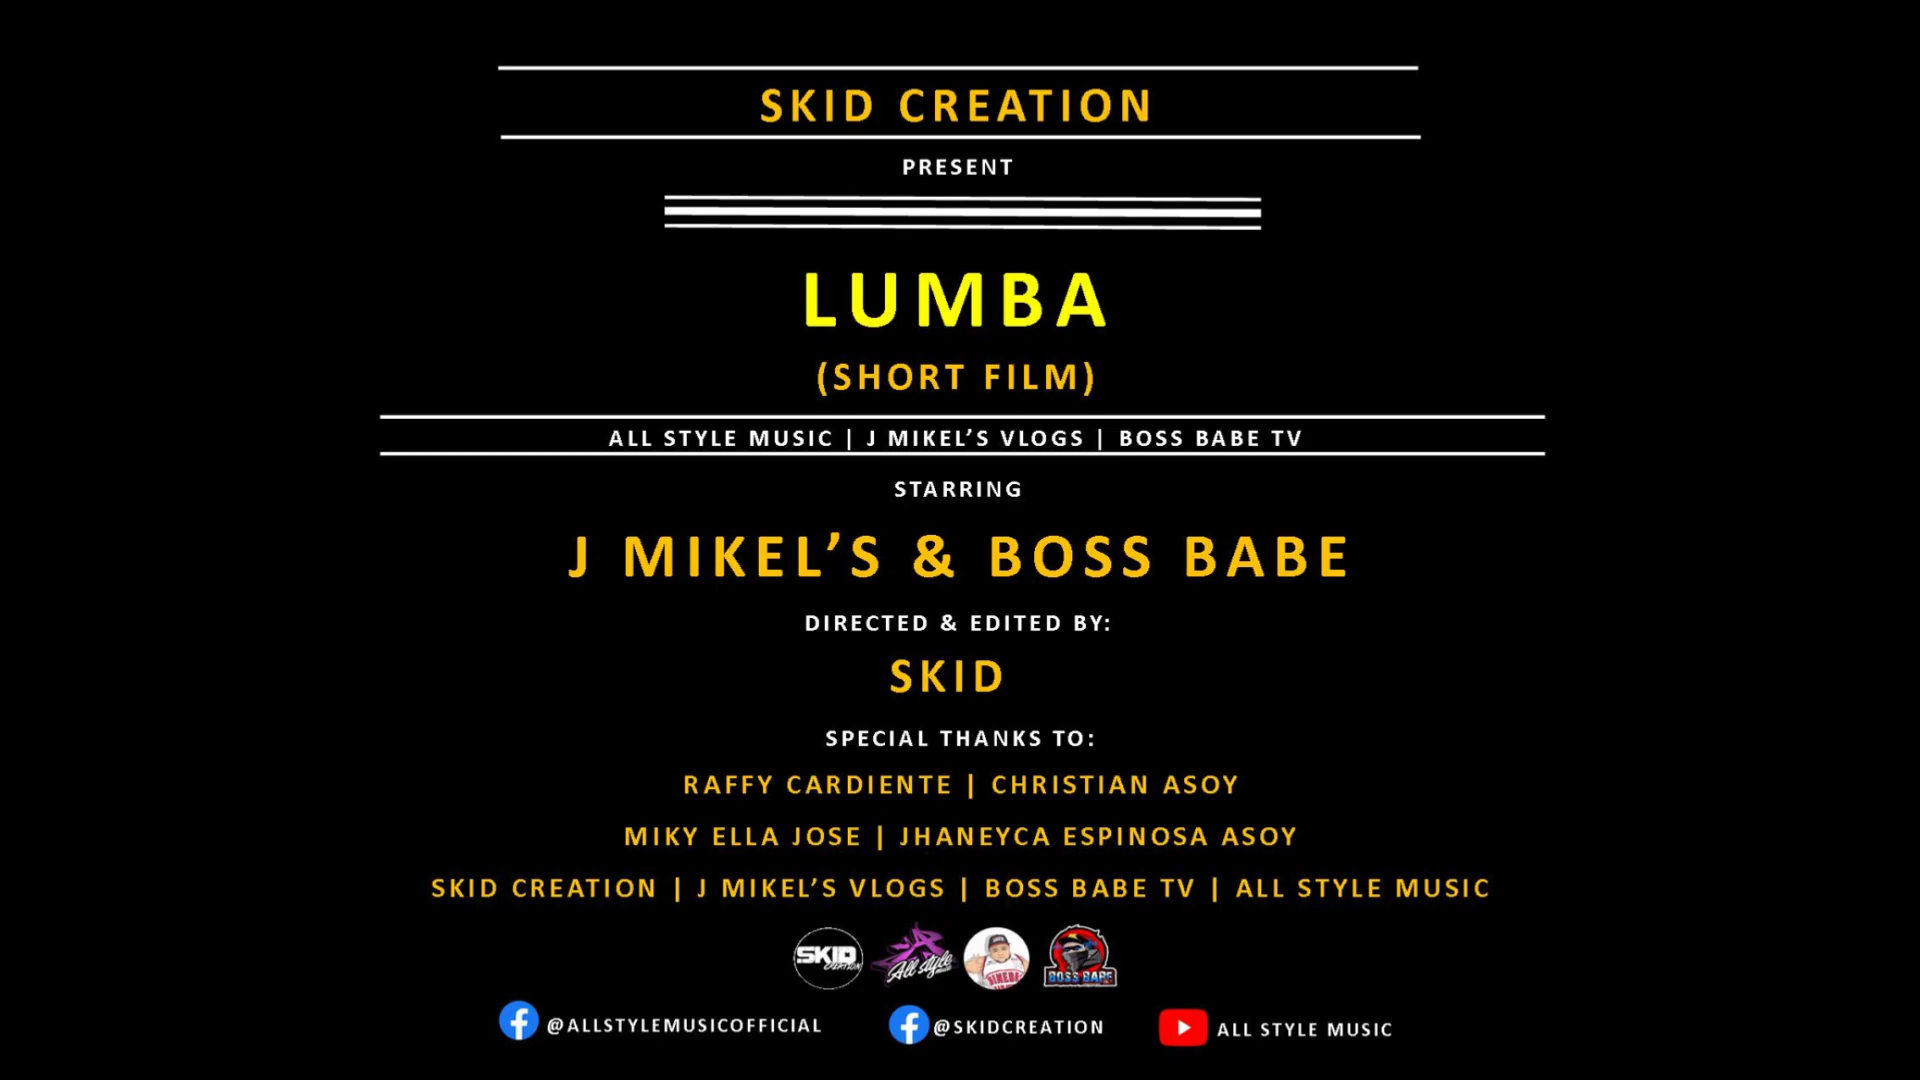 SKID CREATION
PRESENT
LUMBA
(SHORT FILM)
ALL STYLE MUSIC | J MIKEL’S VLOGS | BOSS BABE TV
STARRING
J MIKEL’S & BOSS BABE
DIRECTED & EDITED BY:
SKID
SPECIAL THANKS TO:
RAFFY CARDIENTE | CHRISTIAN ASOY
MIKY ELLA JOSE | JHANEYCA ESPINOSA ASOY
SKID CREATION | J MIKEL’S VLOGS | BOSS BABE TV | ALL STYLE MUSIC
SKID CREATION All style BOSS BABE
@ALLSTYLEMUSICOFFICIAL @SKIDCREATION ALL STYLE MUSIC